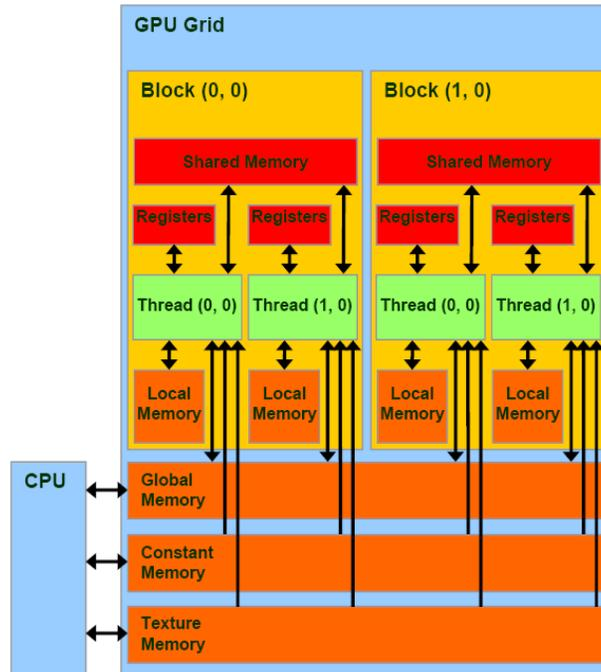 GPU Grid
Block (0, 0)
Block (1, 0)
Shared Memory
Shared Memory
Registers
Registers
Registers
Registers
Thread (0, 0)
Thread (1, 0)
Thread (0, 0)
Thread (1, 0)
Local
Memory
Local
Memory
Local
Memory
Local
Memory
CPU
Global
Memory
Constant
Memory
Texture
Memory